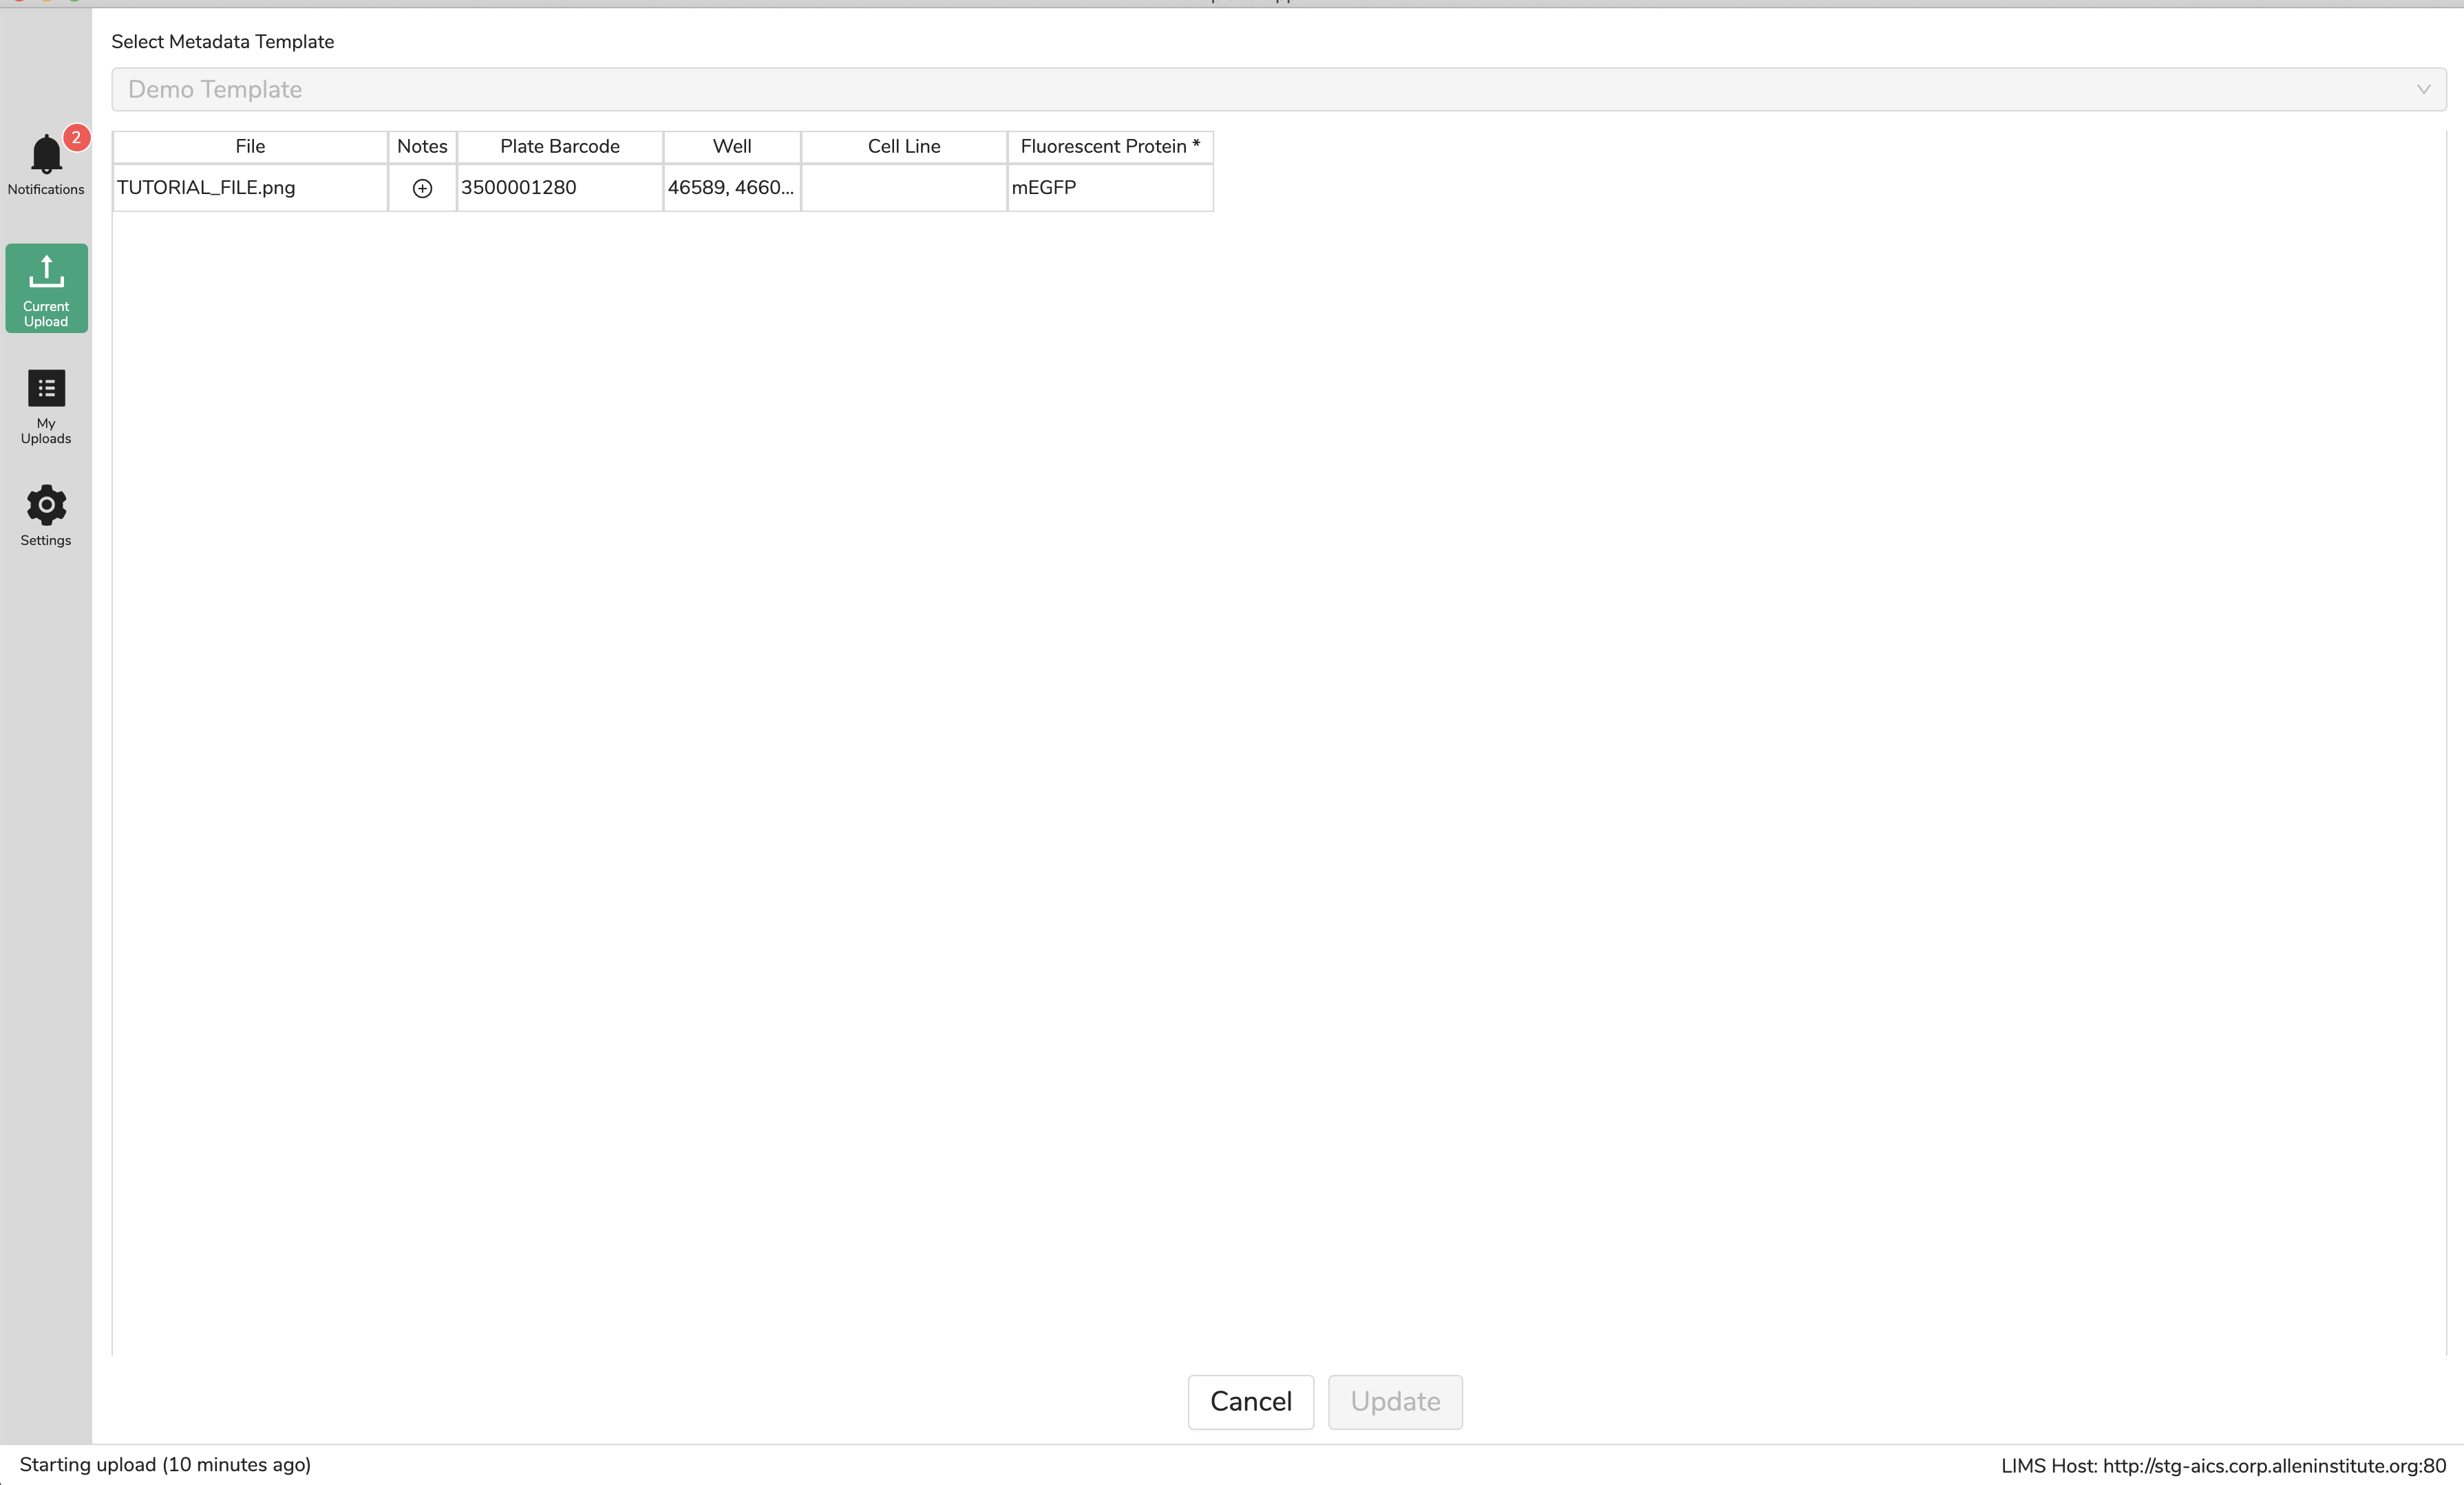 Select Metadata Template
Demo Template
2
Notifications
Current
Upload
My
Uploads
Settings
File Notes Plate Barcode Well Cell Line Fluorescent Protein *
TUTORIAL_FILE.png 3500001280 46589, 4660... mEGFP
Cancel Update
Starting upload (10 minutes ago) LIMS Host: http://stg-aics.corp.alleninstitute.org:80